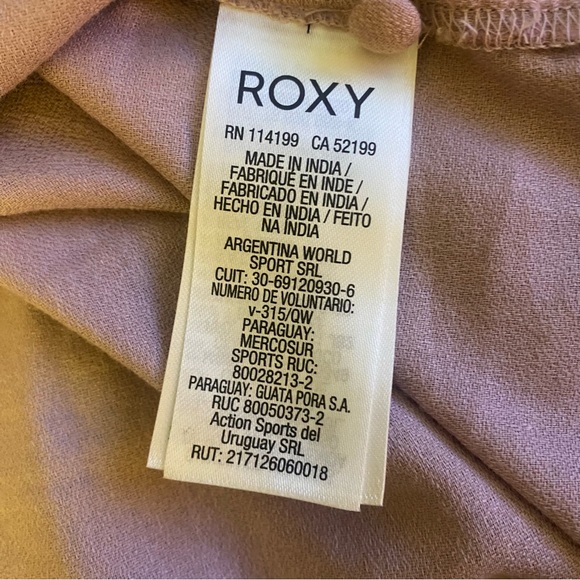 ROXY
RN 114199 CA 52199
MADE IN INDIA /
FABRIQUÉ EN INDE /
FABRICADO EN INDIA /
HECHO EN INDIA / FEITO
NA ÍNDIA
ARGENTINA WORLD
SPORT SRL
CUIT: 30-69120930-6
NUMERO DE VOLUNTARIO:
v-315/QW
PARAGUAY:
MERCOSUR
SPORTS RUC:
80028213-2
PARAGUAY: GUATA PORA S.A.
RUC 80050373-2
Action Sports del
Uruguay SRL
RUT: 217126060018